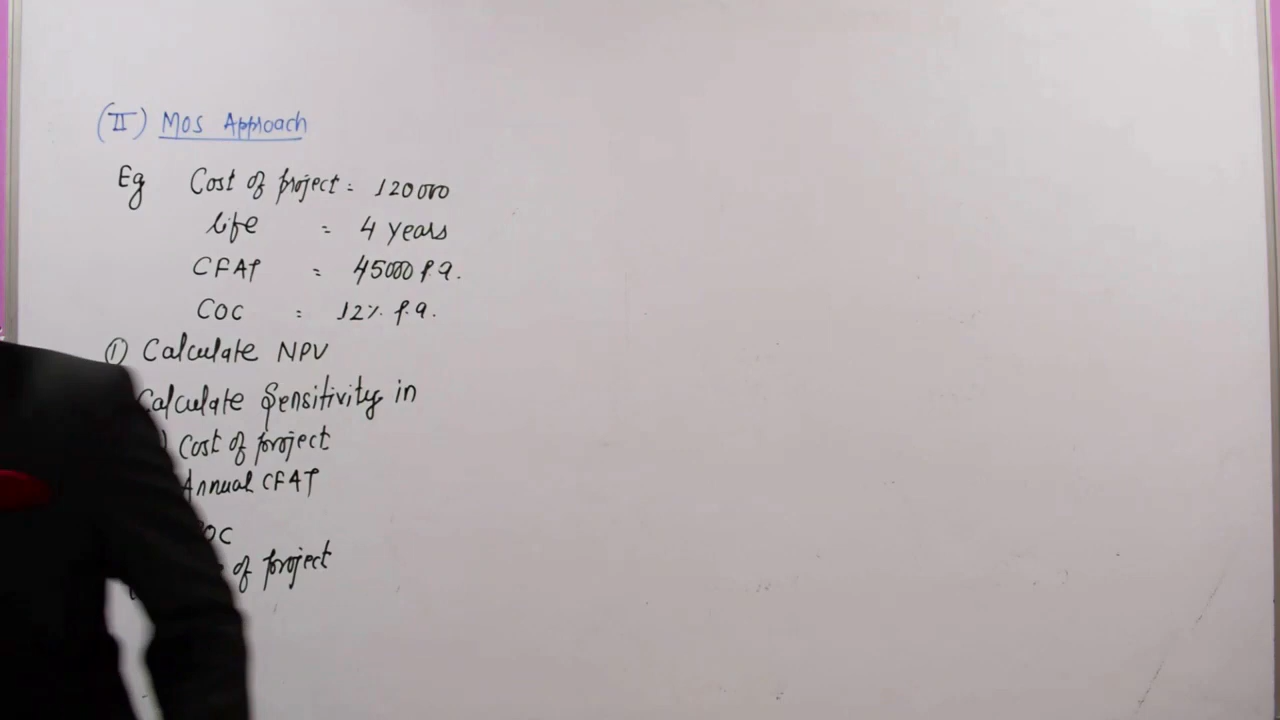 (II) MOS Approach
Eg Cost of project = 120000
life = 4 years
CFAT = 45000 P.a.
COC = 12% P.a.
① Calculate NPV
Calculate Sensitivity in
) Cost of project
Annual CFAT
OC
of project